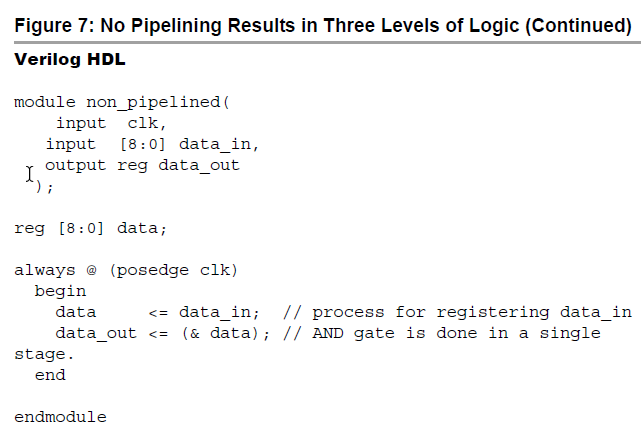 Figure 7: No Pipelining Results in Three Levels of Logic (Continued)
Verilog HDL
module non_pipelined(
input clk,
input [8:0] data_in,
output reg data_out
);
reg [8:0] data;
always @ (posedge clk)
begin
data <= data_in; // process for registering data_in
data_out <= (& data); // AND gate is done in a single
stage.
end
endmodule